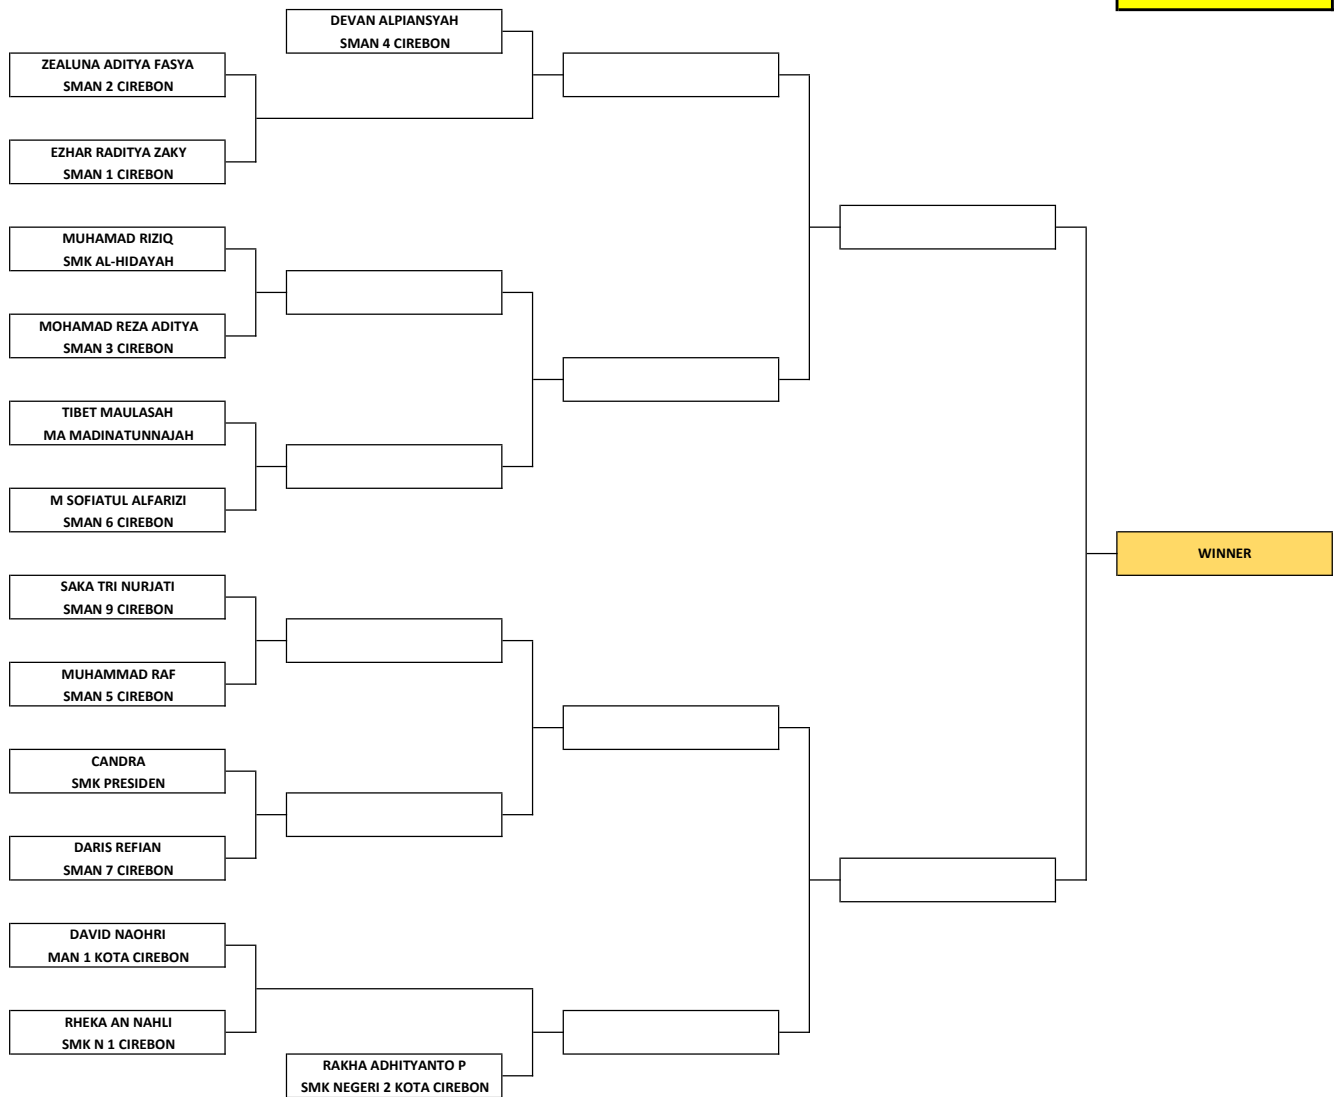 DEVAN ALPIANSYAH
SMAN 4 CIREBON
ZEALUNA ADITYA FASYA
SMAN 2 CIREBON
EZHAR RADITYA ZAKY
SMAN 1 CIREBON
MUHAMAD RIZIQ
SMK AL-HIDAYAH
MOHAMAD REZA ADITYA
SMAN 3 CIREBON
TIBET MAULASAH
MA MADINATUNNAJAH
M SOFIATUL ALFARIZI
SMAN 6 CIREBON
WINNER
SAKA TRI NURJATI
SMAN 9 CIREBON
MUHAMMAD RAF
SMAN 5 CIREBON
CANDRA
SMK PRESIDEN
DARIS REFIAN
SMAN 7 CIREBON
DAVID NAOHRI
MAN 1 KOTA CIREBON
RHEKA AN NAHLI
SMK N 1 CIREBON
RAKHA ADHITYANTO P
SMK NEGERI 2 KOTA CIREBON